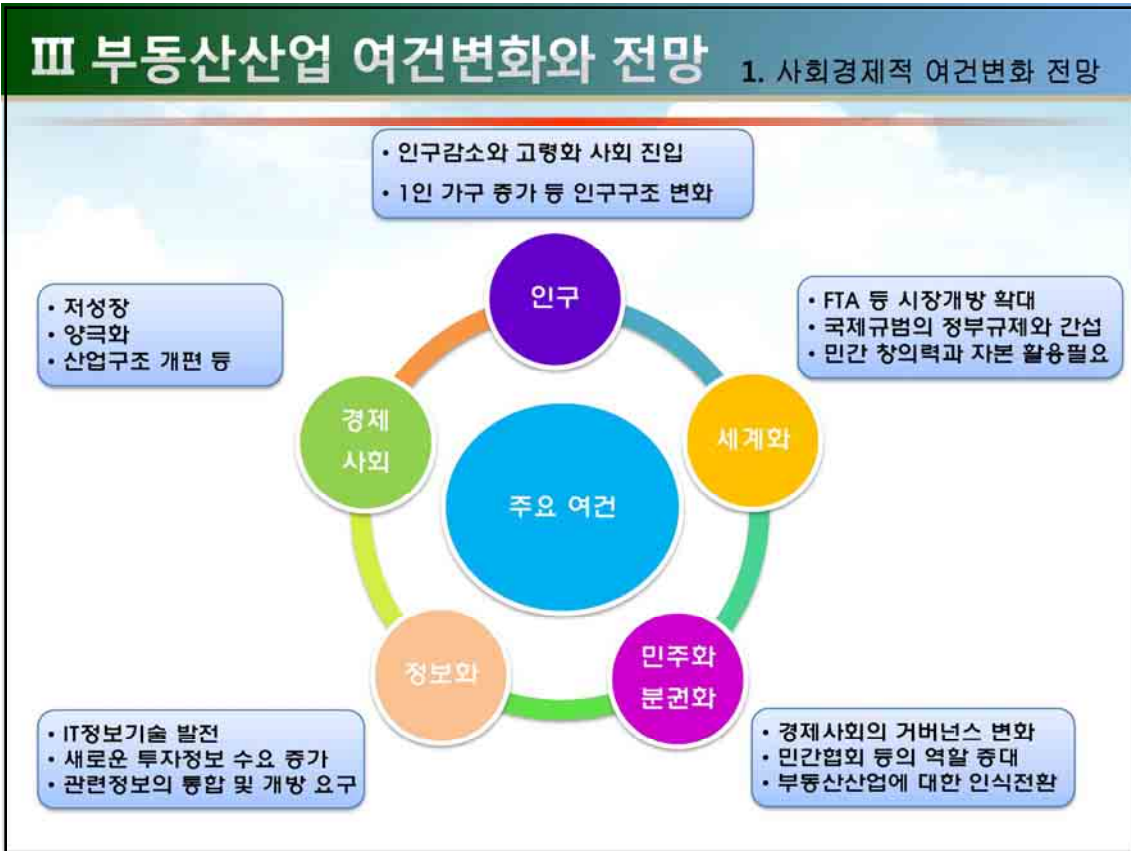 Ⅲ 부동산산업 여건변화와 전망 1. 사회경제적 여건변화 전망
• 인구감소와 고령화 사회 진입
• 1인 가구 증가 등 인구구조 변화
인구
• 저성장
• 양극화
• 산업구조 개편 등
• FTA 등 시장개방 확대
• 국제규범의 정부규제와 간섭
• 민간 창의력과 자본 활용필요
경제
사회
세계화
주요 여건
정보화
민주화
분권화
• IT정보기술 발전
• 새로운 투자정보 수요 증가
• 관련정보의 통합 및 개방 요구
• 경제사회의 거버넌스 변화
• 민간협회 등의 역할 증대
• 부동산산업에 대한 인식전환